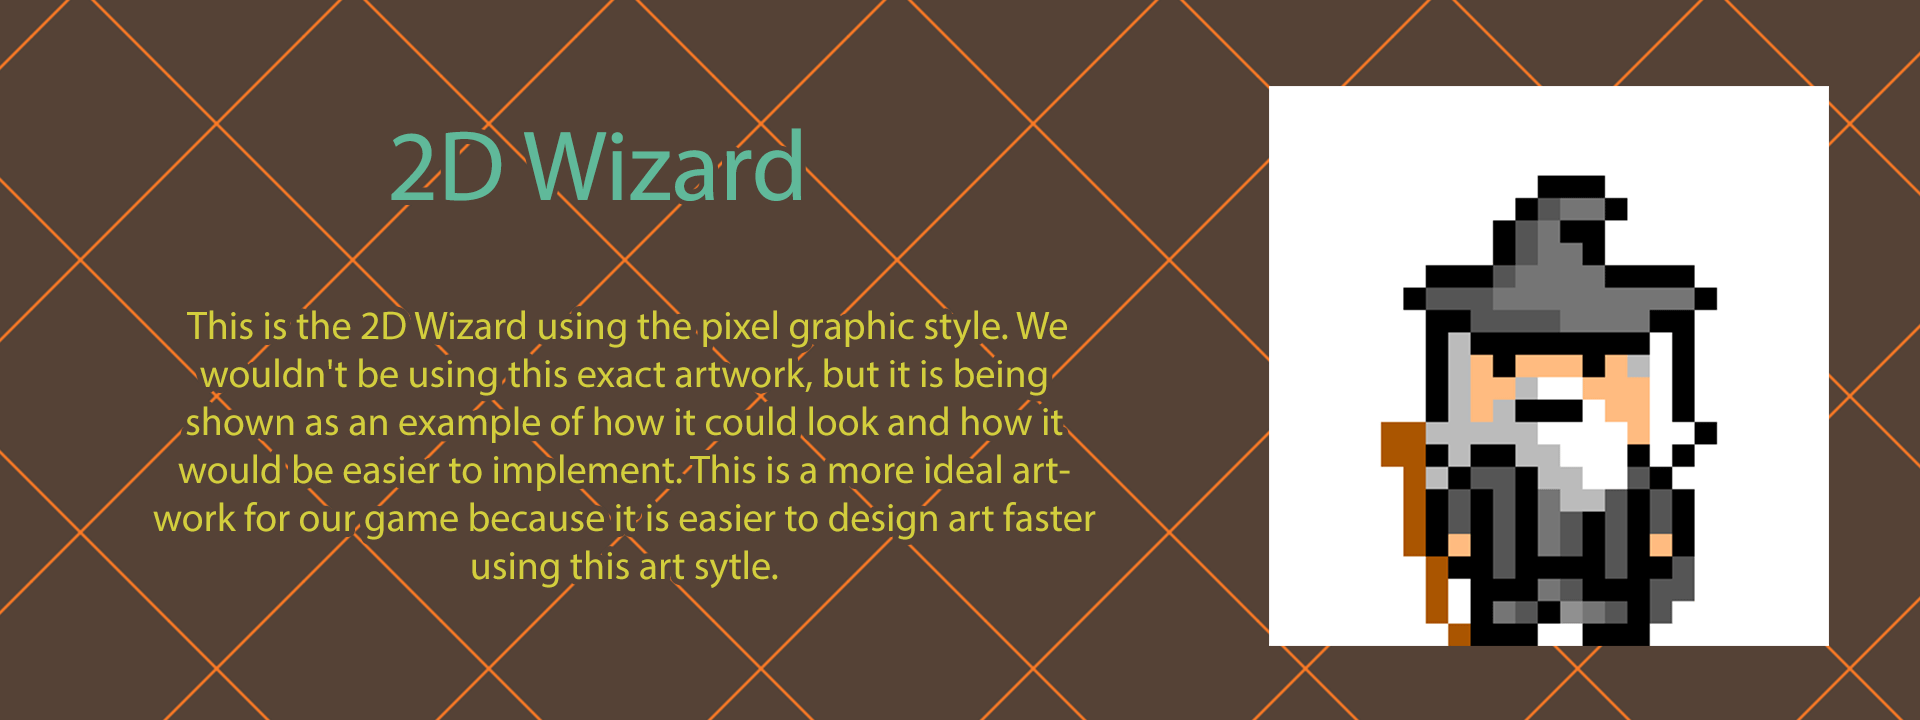 2D Wizard
This is the 2D Wizard using the pixel graphic style. We
wouldn't be using this exact artwork, but it is being
shown as an example of how it could look and how it
would be easier to implement. This is a more ideal art-
work for our game because it is easier to design art faster
using this art sytle.